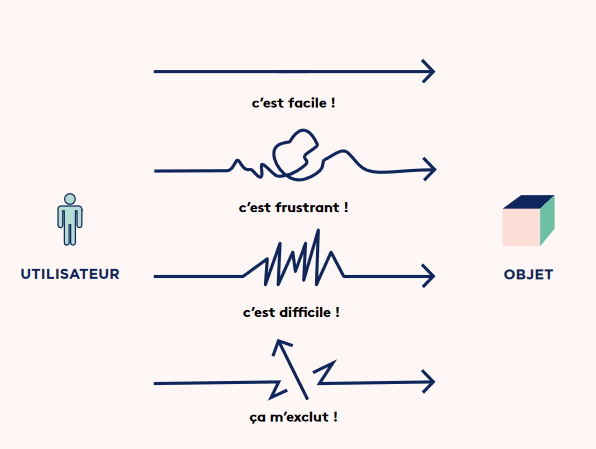 c'est facile !
c'est frustrant !
UTILISATEUR
OBJET
c'est difficile !
ça m'exclut !